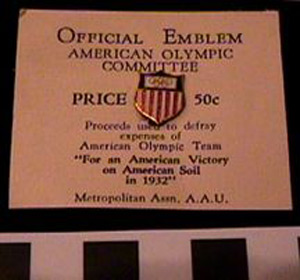 OFFICIAL EMBLEM
AMERICAN OLYMPIC
COMMITTEE
PRICE 50c
Proceeds used to defray
expenses of
American Olympic Team
"For an American Victory
on American Soil
in 1932"
Metropolitan Assn. A.A.U.